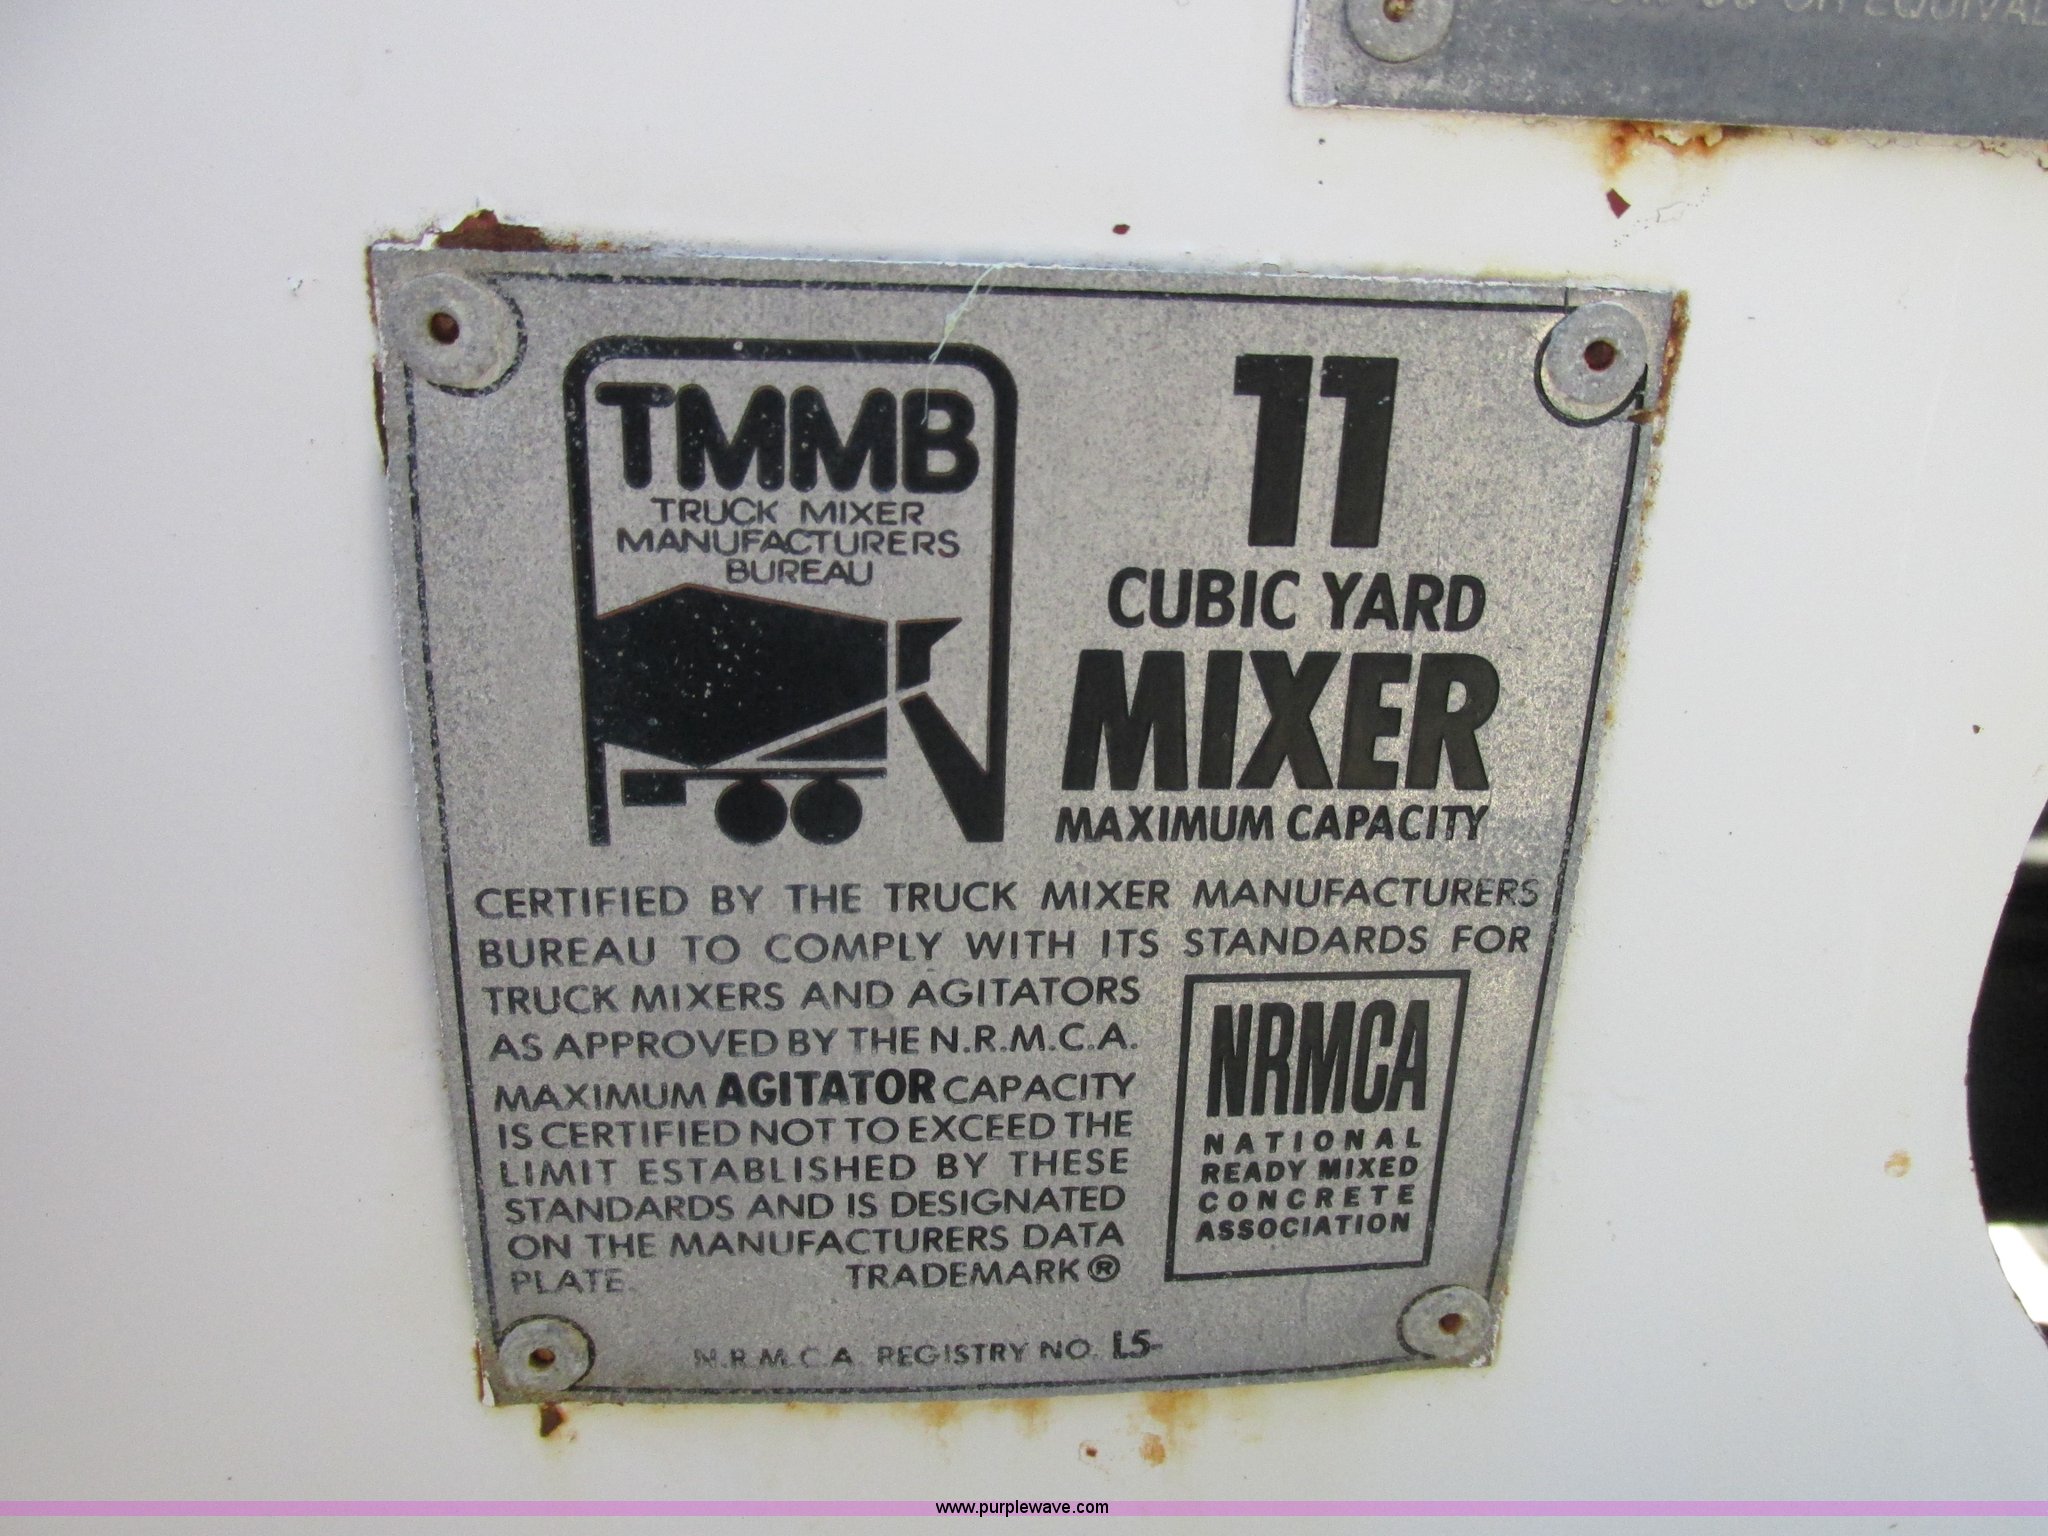 OR EQUIVAL
TMMB
TRUCK MIXER
MANUFACTURERS
BUREAU
11
CUBIC YARD
MIXER
MAXIMUM CAPACITY
CERTIFIED BY THE TRUCK MIXER MANUFACTURERS
BUREAU TO COMPLY WITH ITS STANDARDS FOR
TRUCK MIXERS AND AGITATORS
AS APPROVED BY THE N.R.M.C.A.
MAXIMUM AGITATOR CAPACITY
IS CERTIFIED NOT TO EXCEED THE
LIMIT ESTABLISHED BY THESE
STANDARDS AND IS DESIGNATED
ON THE MANUFACTURERS DATA
PLATE. TRADEMARK ®
NRMCA
NATIONAL
READY MIXED
CONCRETE
ASSOCIATION
N.R.M.C.A. REGISTRY NO. L5-
www.purplewave.com